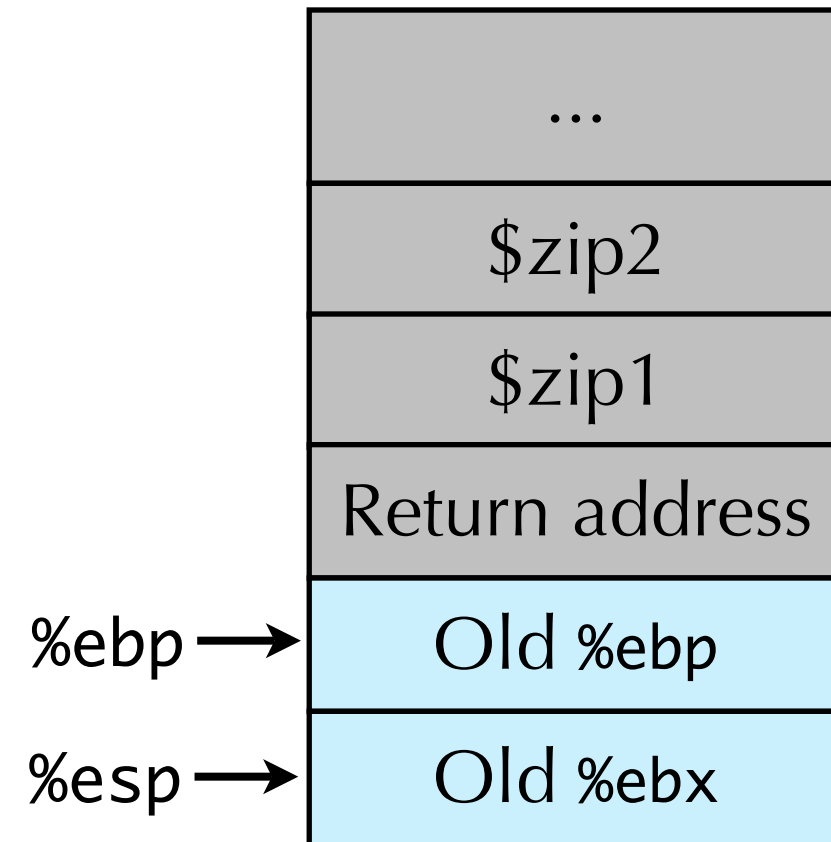 ...
$zip2
$zip1
Return address
%ebp Old %ebp
%esp Old %ebx